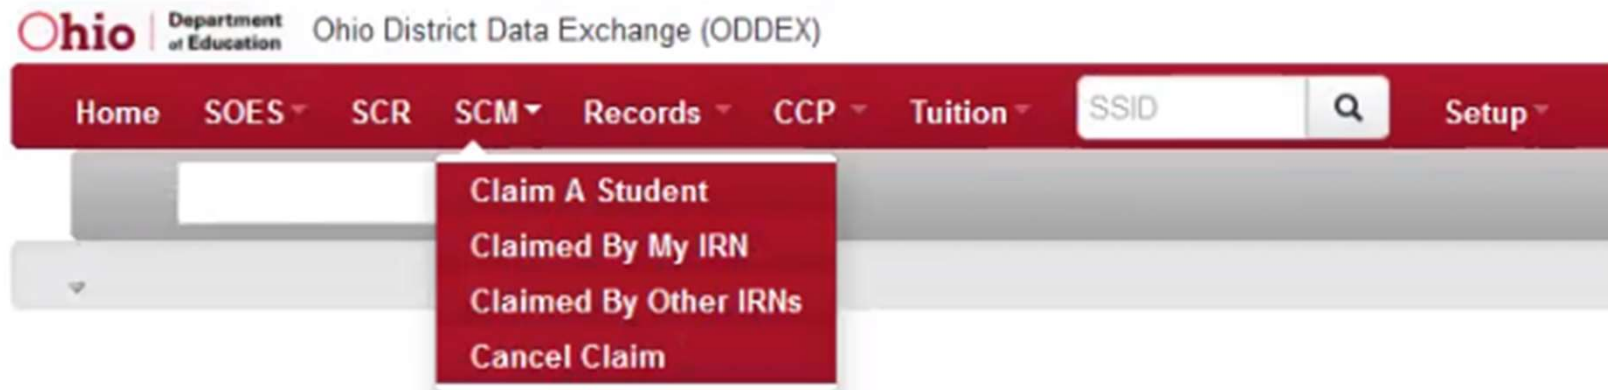 Ohio Department of Education Ohio District Data Exchange (ODDEX)
Home SOES SCR SCM Records CCP Tuition SSID Setup
Claim A Student
Claimed By My IRN
Claimed By Other IRNs
Cancel Claim